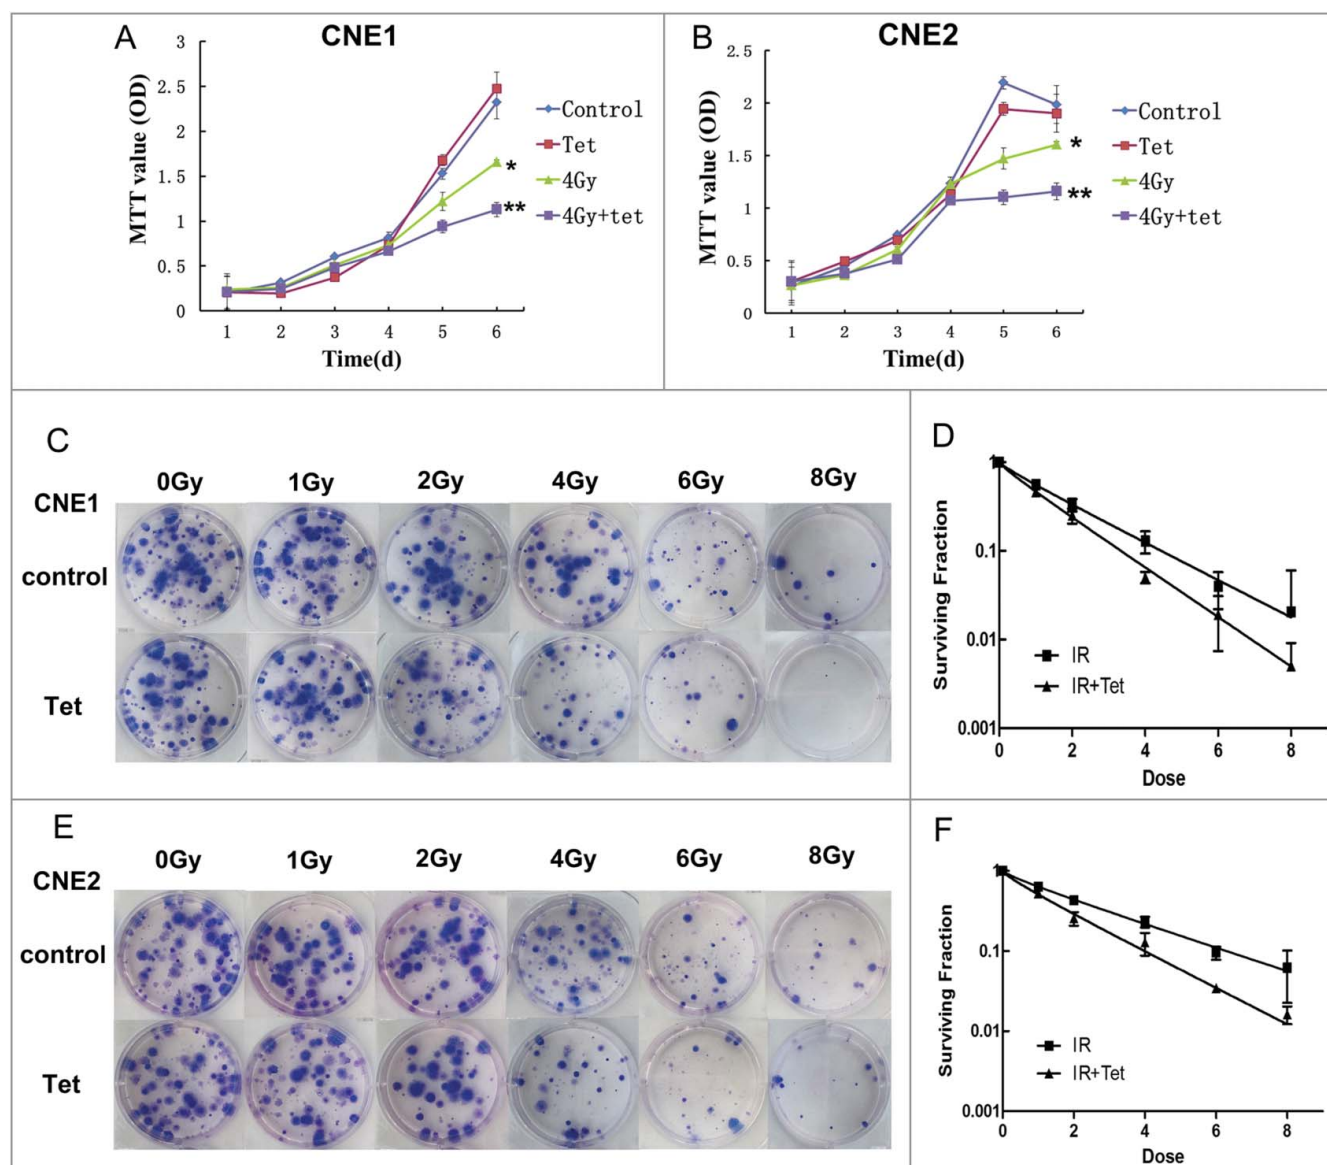 A
CNE1
MTT value (OD)
3
2.5
2
1.5
1
0.5
0
1 2 3 4 5 6
Time(d)
Control
Tet
4Gy
4Gy+tet
*
**
B
CNE2
MTT value (OD)
2.5
2
1.5
1
0.5
0
1 2 3 4 5 6
Time(d)
Control
Tet
4Gy
4Gy+tet
*
**
C
0Gy 1Gy 2Gy 4Gy 6Gy 8Gy
CNE1
control
Tet
D
Surviving Fraction
1
0.1
0.01
0.001
IR
IR+Tet
0 2 4 6 8
Dose
E
0Gy 1Gy 2Gy 4Gy 6Gy 8Gy
CNE2
control
Tet
F
Surviving Fraction
1
0.1
0.01
0.001
IR
IR+Tet
0 2 4 6 8
Dose